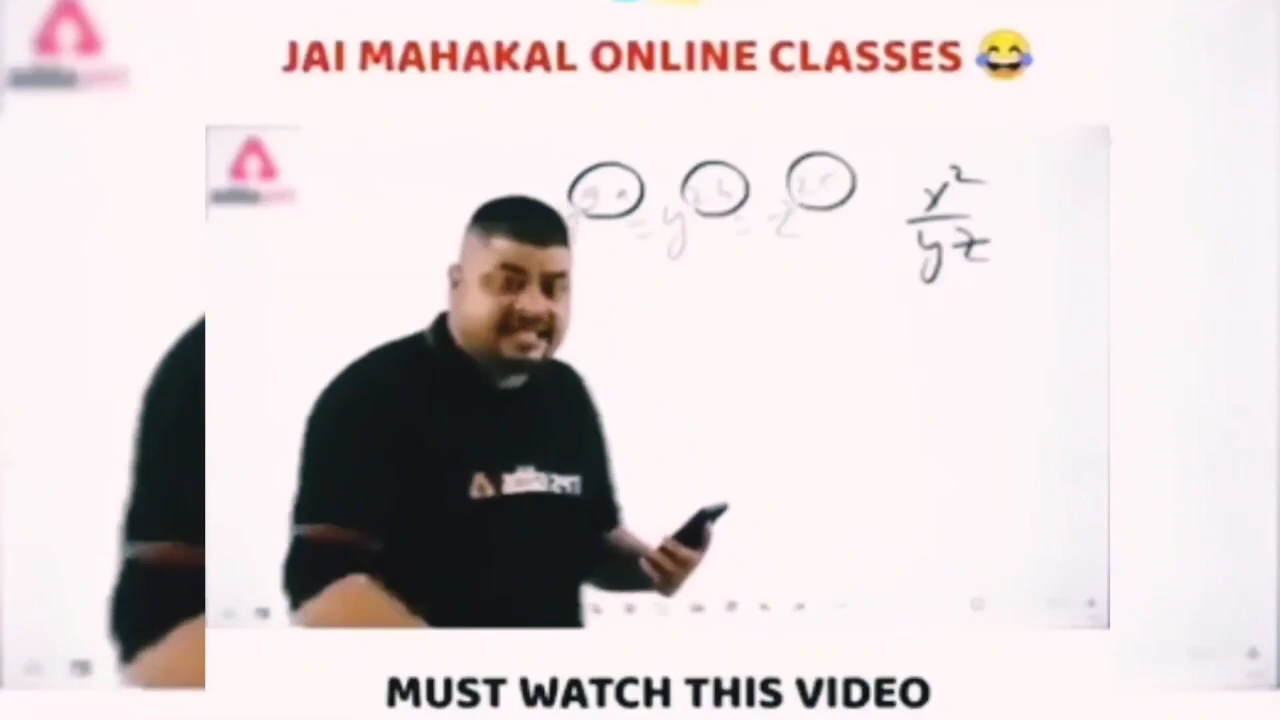 JAI MAHAKAL ONLINE CLASSES 😂
x²
yz
MUST WATCH THIS VIDEO